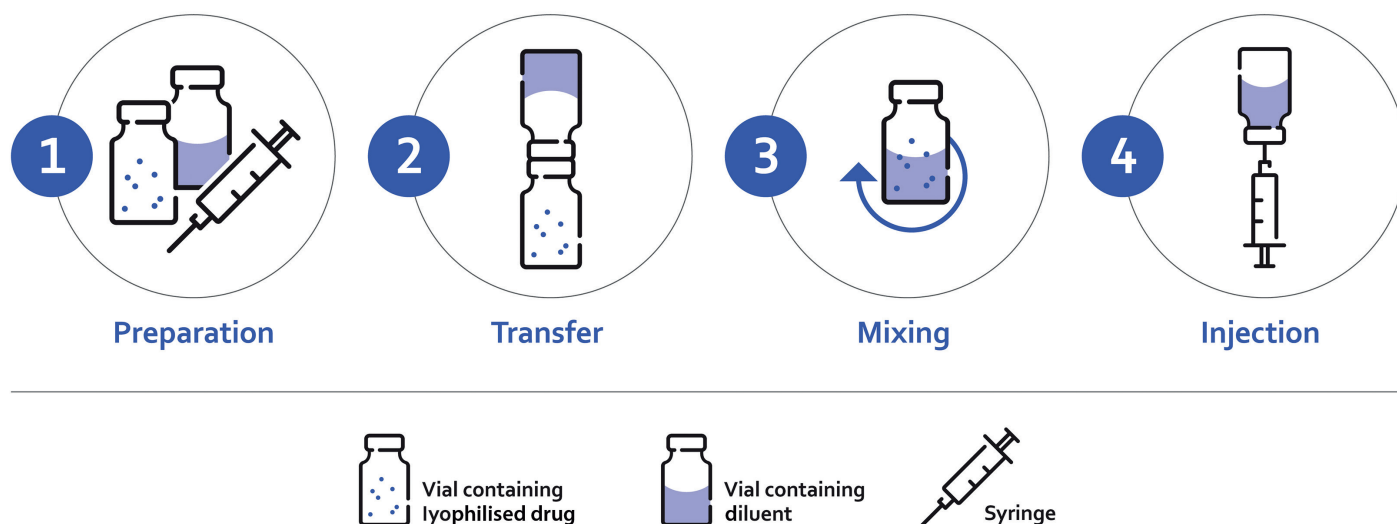 1
2
3
4
Preparation
Transfer
Mixing
Injection
Vial containing
lyophilised drug
Vial containing
diluent
Syringe